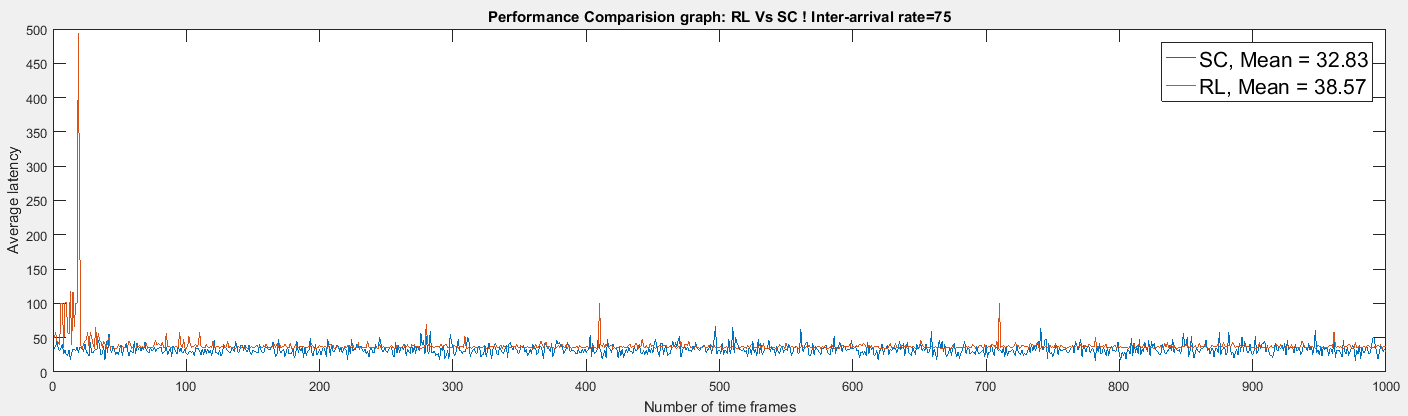 Performance Comparision graph: RL Vs SC ! Inter-arrival rate=75
500
450
400
350
300
250
200
150
100
50
0
Average latency
SC, Mean = 32.83
RL, Mean = 38.57
0 100 200 300 400 500 600 700 800 900 1000
Number of time frames